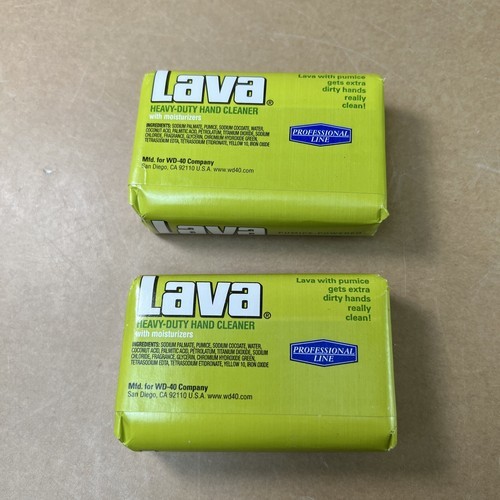 Lava®
HEAVY-DUTY HAND CLEANER
with moisturizers
Lava with pumice
gets extra
dirty hands
really
clean!
INGREDIENTS: SODIUM PALMATE, PUMICE, SODIUM COCOATE, WATER,
COCONUT ACID, PALMITIC ACID, PETROLATUM, TITANIUM DIOXIDE, SODIUM
CHLORIDE, FRAGRANCE, GLYCERIN, CHROMIUM HYDROXIDE GREEN,
TETRASODIUM EDTA, TETRASODIUM ETIDRONATE, YELLOW 10, IRON OXIDE
PROFESSIONAL
LINE
Mfd. for WD-40 Company
San Diego, CA 92110 U.S.A. www.wd40.com
Lava
Lava®
HEAVY-DUTY HAND CLEANER
with moisturizers
Lava with pumice
gets extra
dirty hands
really
clean!
INGREDIENTS: SODIUM PALMATE, PUMICE, SODIUM COCOATE, WATER,
COCONUT ACID, PALMITIC ACID, PETROLATUM, TITANIUM DIOXIDE, SODIUM
CHLORIDE, FRAGRANCE, GLYCERIN, CHROMIUM HYDROXIDE GREEN,
TETRASODIUM EDTA, TETRASODIUM ETIDRONATE, YELLOW 10, IRON OXIDE
PROFESSIONAL
LINE
Mfd. for WD-40 Company
San Diego, CA 92110 U.S.A. www.wd40.com